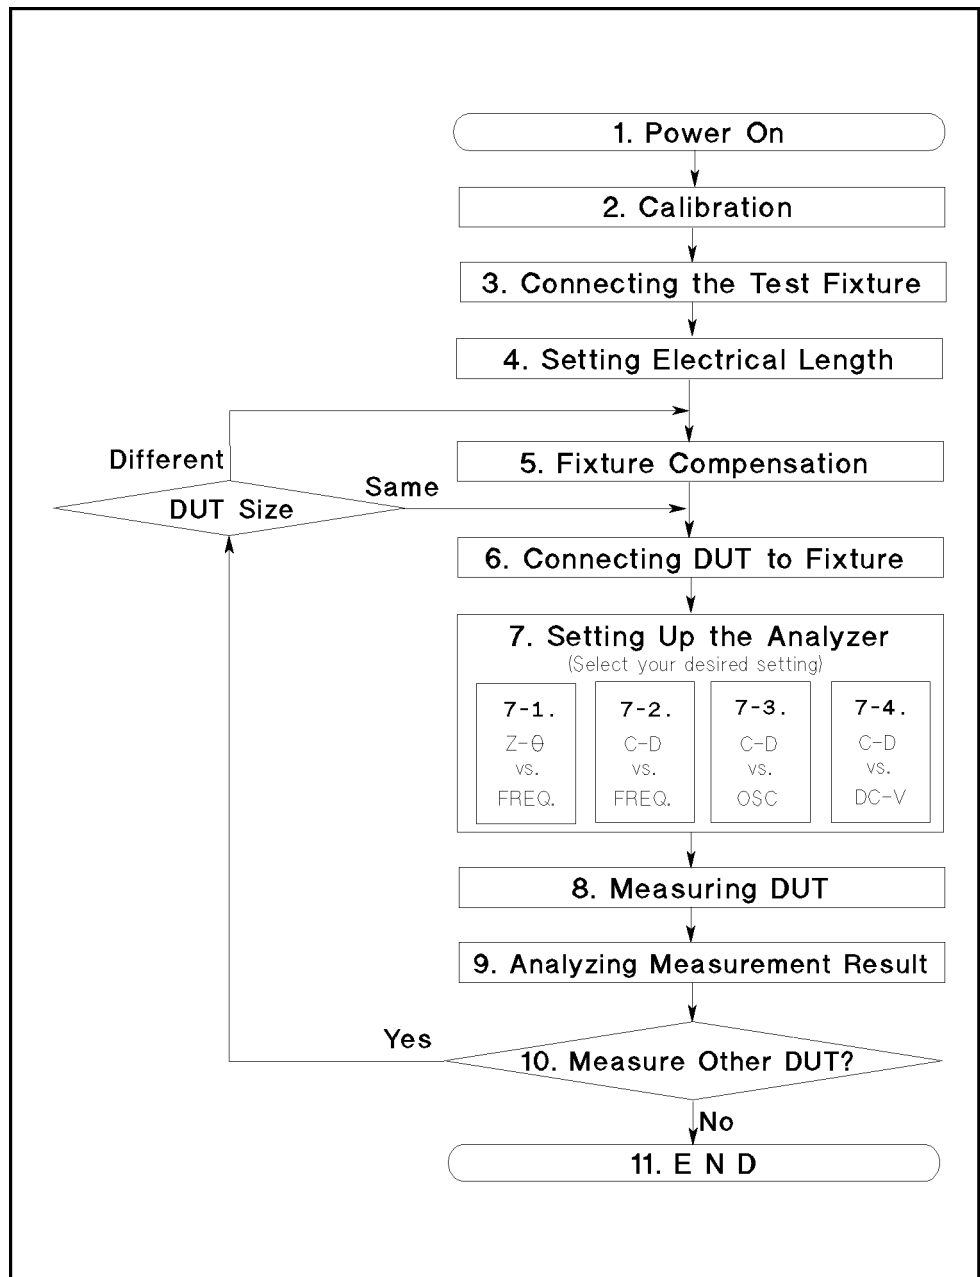 1. Power On
2. Calibration
3. Connecting the Test Fixture
4. Setting Electrical Length
Different
5. Fixture Compensation
Same
DUT Size
6. Connecting DUT to Fixture
7. Setting Up the Analyzer
(Select your desired setting)
7-1.
Z-θ
vs.
FREQ.
7-2.
C-D
vs.
FREQ.
7-3.
C-D
vs.
OSC
7-4.
C-D
vs.
DC-V
8. Measuring DUT
9. Analyzing Measurement Result
Yes
10. Measure Other DUT?
No
11. E N D